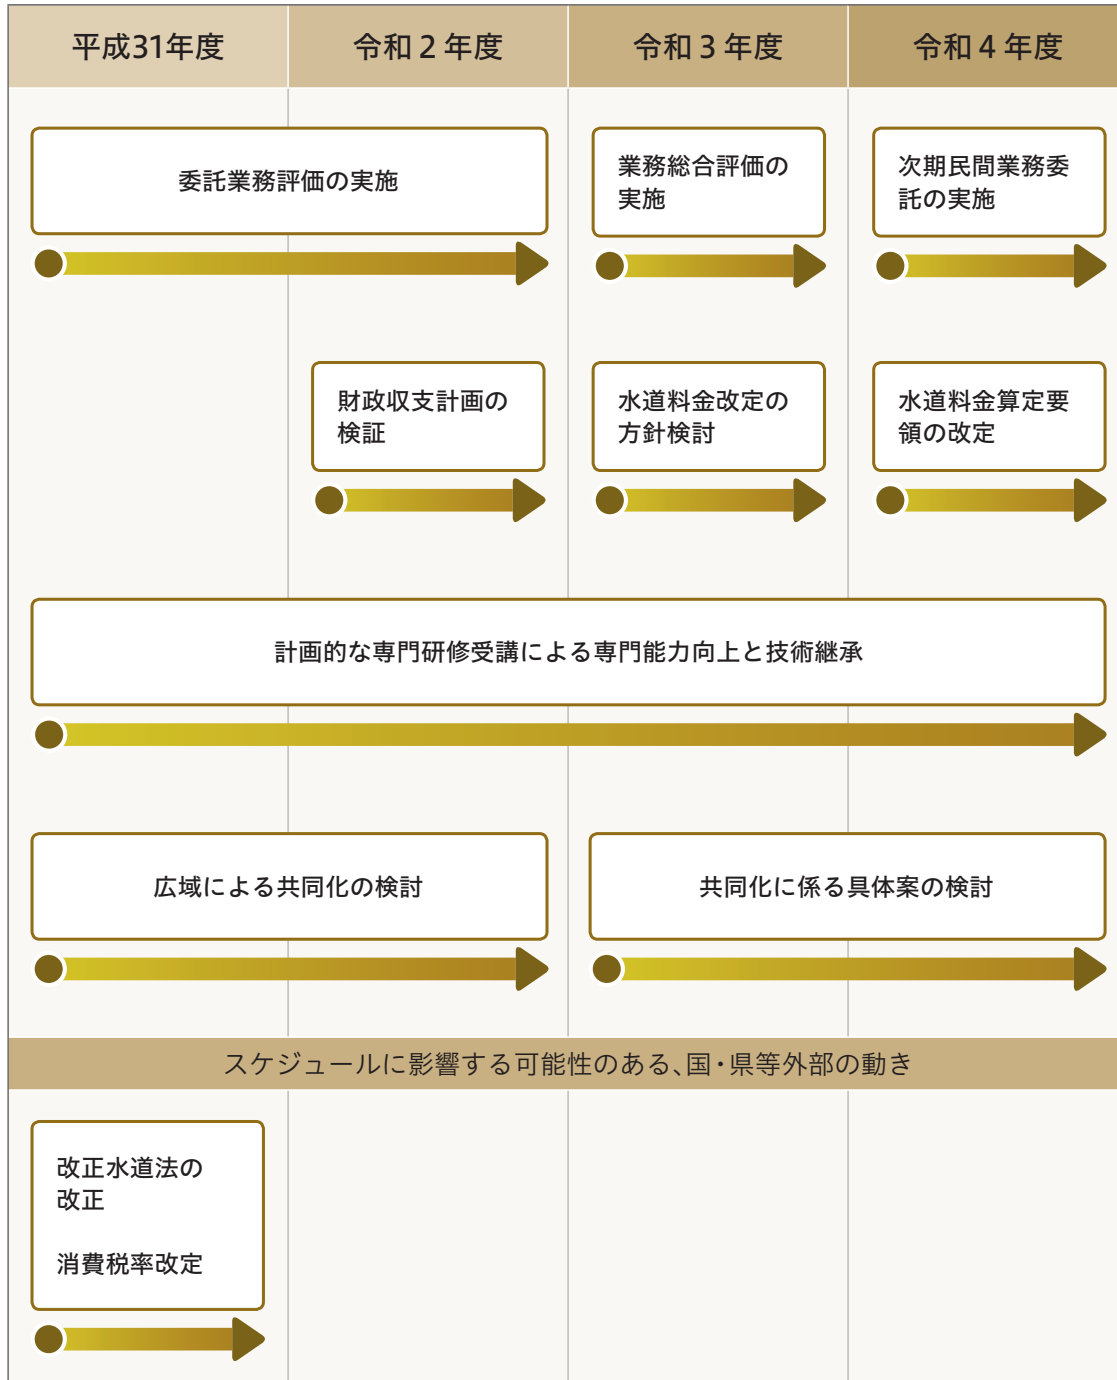 平成31年度
令和2年度
令和3年度
令和4年度
委託業務評価の実施
業務総合評価の
実施
次期民間業務委
託の実施
財政収支計画の
検証
水道料金改定の
方針検討
水道料金算定要
領の改定
計画的な専門研修受講による専門能力向上と技術継承
広域による共同化の検討
共同化に係る具体案の検討
スケジュールに影響する可能性のある、国・県等外部の動き
改正水道法の
改正
消費税率改定